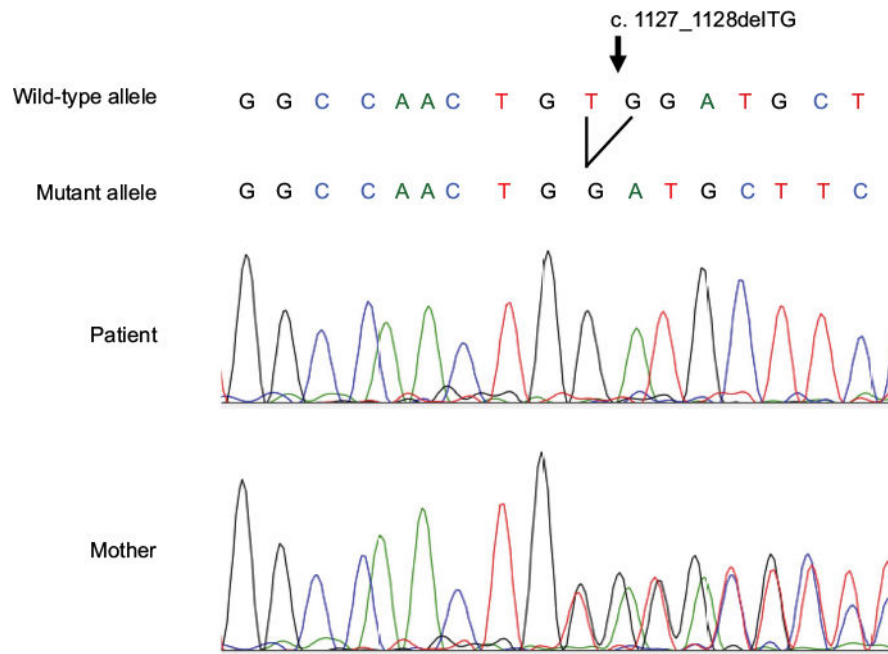 c. 1127_1128delTG
Wild-type allele G G C C A A C T G T G G A T G C T
Mutant allele G G C C A A C T G G A T G C T T C
Patient
Mother